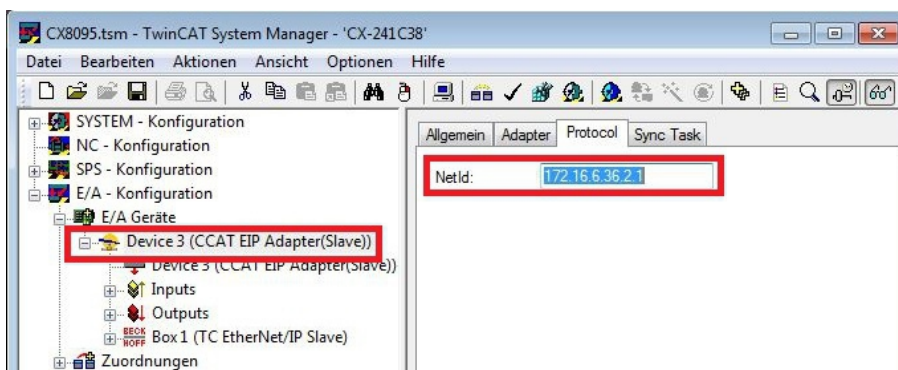 CX8095.tsm - TwinCAT System Manager - 'CX-241C38'
Datei Bearbeiten Aktionen Ansicht Optionen Hilfe
SYSTEM - Konfiguration
NC - Konfiguration
SPS - Konfiguration
E/A - Konfiguration
E/A Geräte
Device 3 (CCAT EIP Adapter(Slave))
Device 3 (CCAT EIP Adapter(Slave))
Inputs
Outputs
BECK HOFF Box 1 (TC EtherNet/IP Slave)
Zuordnungen
Allgemein Adapter Protocol Sync Task
NetId: 172.16.6.36.2.1